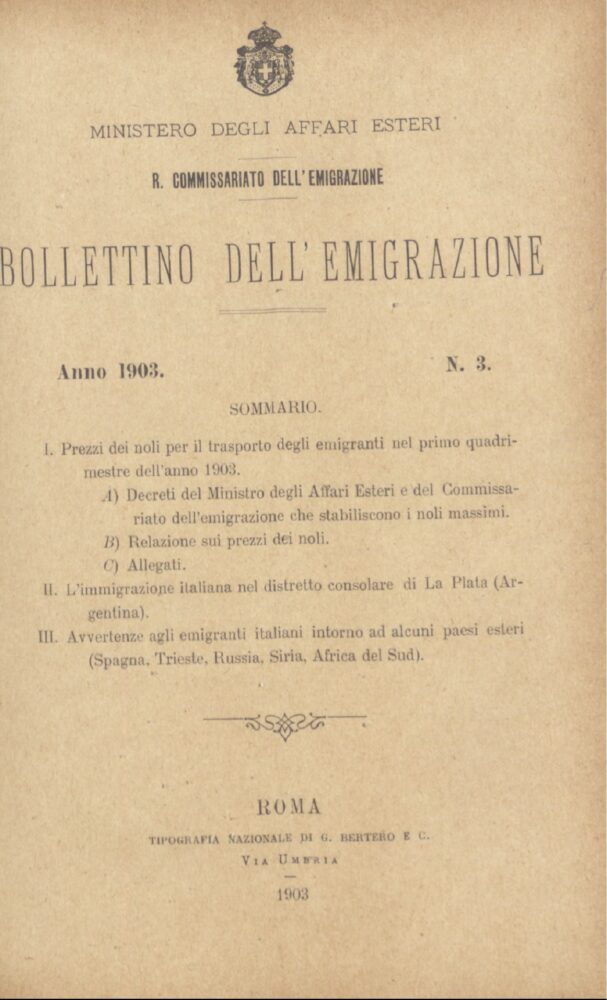 MINISTERO DEGLI AFFARI ESTERI
R. COMMISSARIATO DELL'EMIGRAZIONE
BOLLETTINO DELL'EMIGRAZIONE
Anno 1903.
N. 3.
SOMMARIO.
I. Prezzi dei noli per il trasporto degli emigranti nel primo quadri-
mestre dell'anno 1903.
A) Decreti del Ministro degli Affari Esteri e del Commissa-
riato dell'emigrazione che stabiliscono i noli massimi.
B) Relazione sui prezzi dei noli.
C) Allegati.
II. L'immigrazione italiana nel distretto consolare di La Plata (Ar-
gentina).
III. Avvertenze agli emigranti italiani intorno ad alcuni paesi esteri
(Spagna, Trieste, Russia, Siria, Africa del Sud).
ROMA
TIPOGRAFIA NAZIONALE DI G. BERTERO E C.
VIA UMBRIA
1903